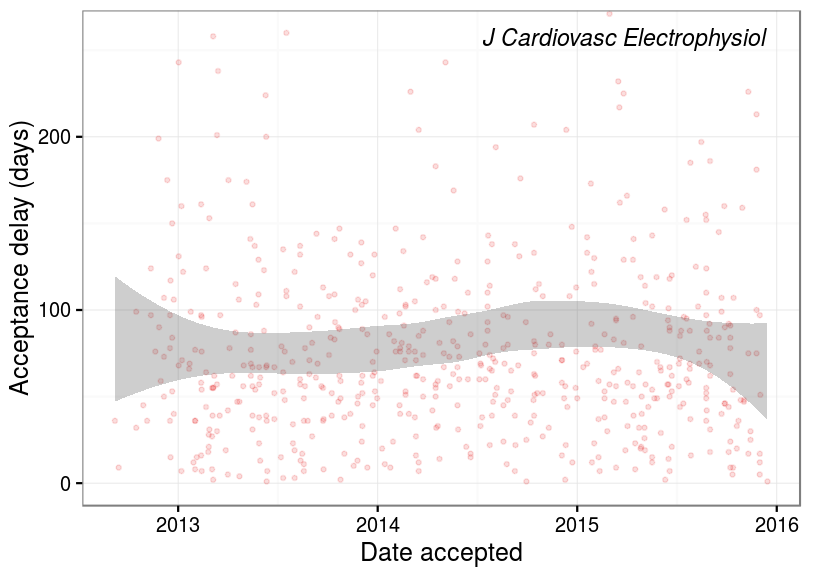 J Cardiovasc Electrophysiol
Acceptance delay (days)
200
100
0
2013
2014
2015
2016
Date accepted